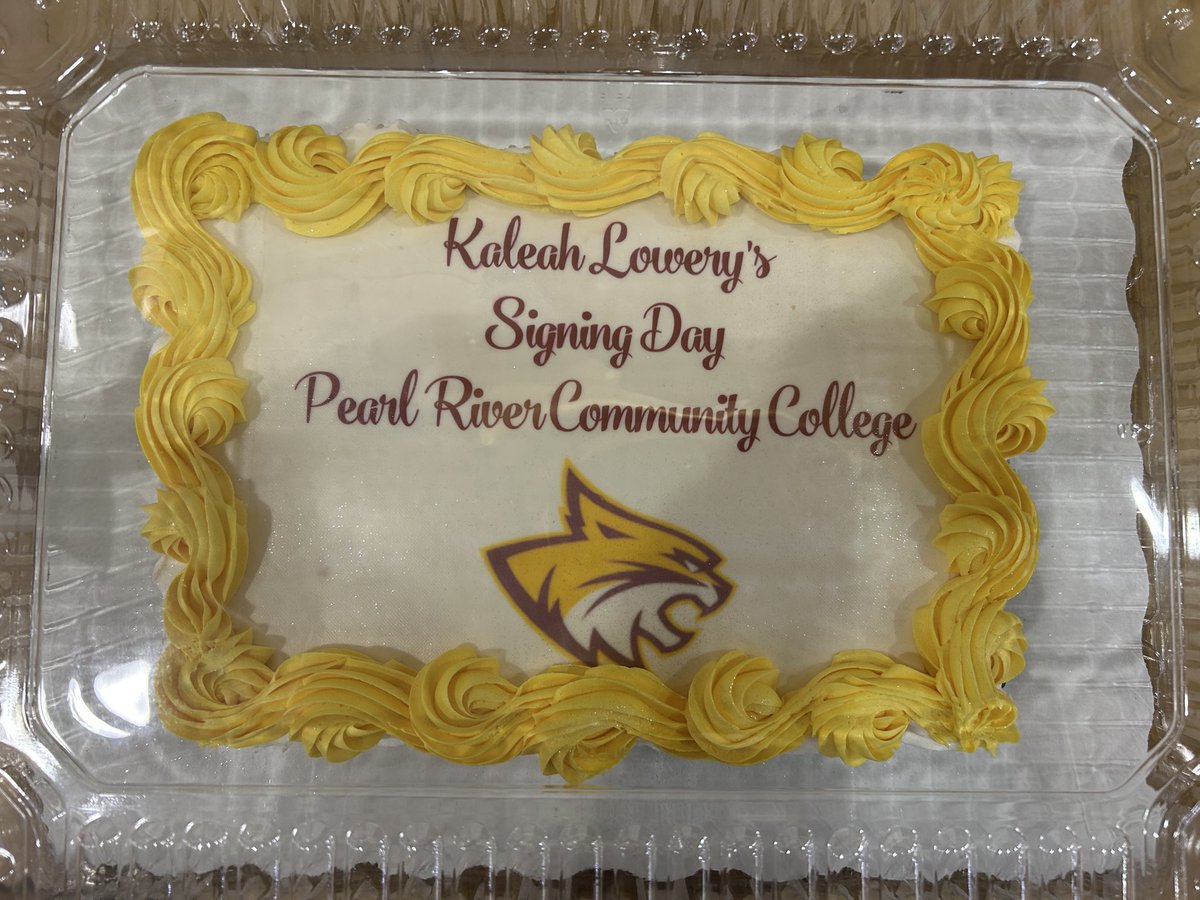 Kaleah Lowery's
Signing Day
Pearl River Community College